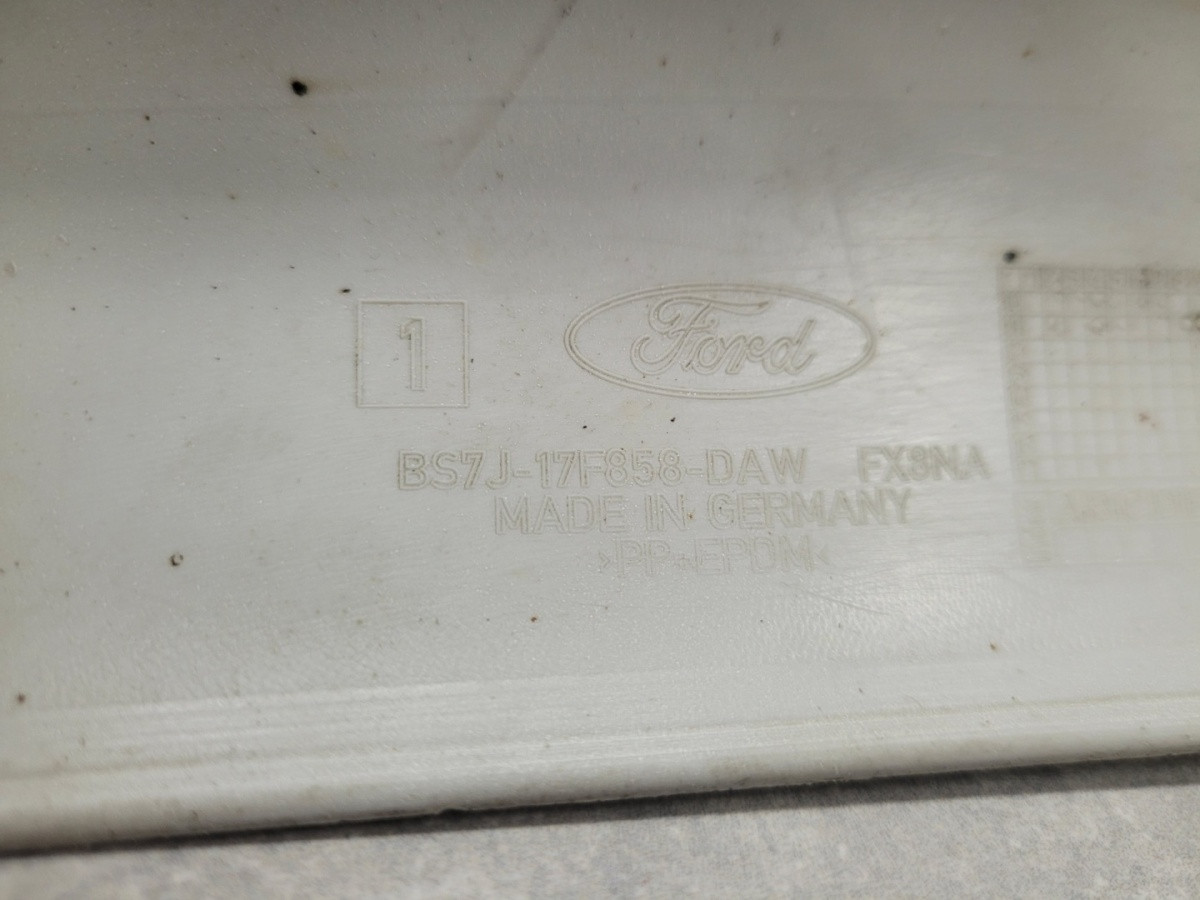 1
Ford
BS7J-17F858-DAW FX8NA
MADE IN GERMANY
>PP+EPDM<